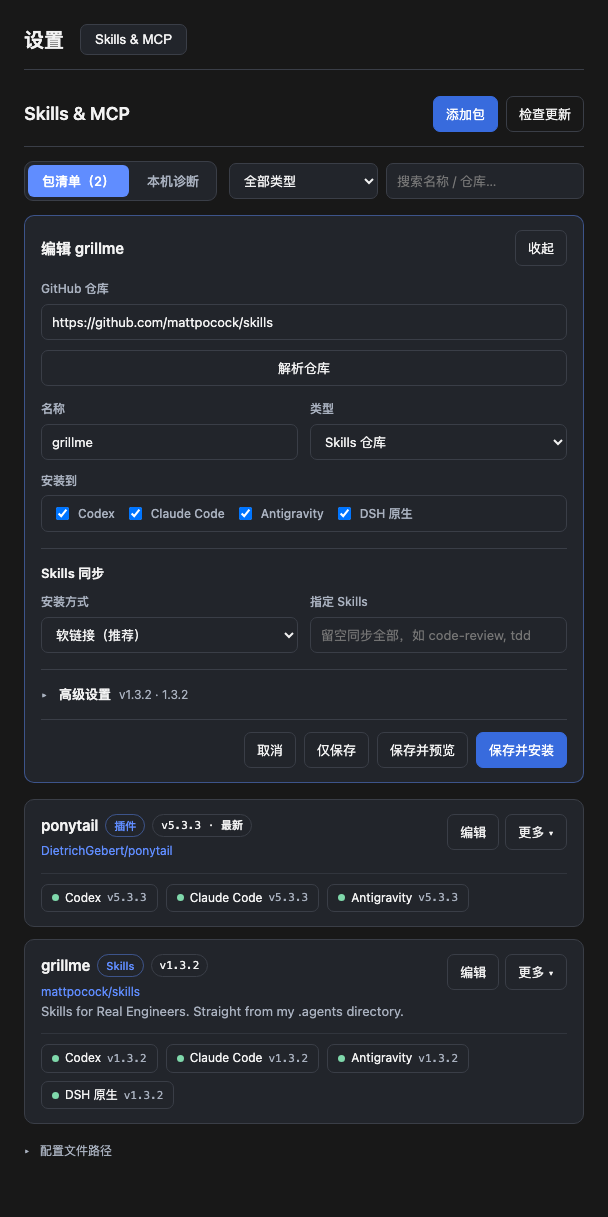 设置 Skills & MCP
Skills & MCP 添加包 检查更新
包清单（2） 本机诊断 全部类型 搜索名称 / 仓库...
编辑 grillme 收起
GitHub 仓库
https://github.com/mattpocock/skills
解析仓库
名称 类型
grillme Skills 仓库
安装到
Codex Claude Code Antigravity DSH 原生
Skills 同步
安装方式 指定 Skills
软链接（推荐） 留空同步全部，如 code-review, tdd
▸ 高级设置 v1.3.2 · 1.3.2
取消 仅保存 保存并预览 保存并安装
ponytail 插件 v5.3.3 · 最新 编辑 更多 ▾
DietrichGebert/ponytail
Codex v5.3.3 Claude Code v5.3.3 Antigravity v5.3.3
grillme Skills v1.3.2 编辑 更多 ▾
mattpocock/skills
Skills for Real Engineers. Straight from my .agents directory.
Codex v1.3.2 Claude Code v1.3.2 Antigravity v1.3.2
DSH 原生 v1.3.2
▸ 配置文件路径